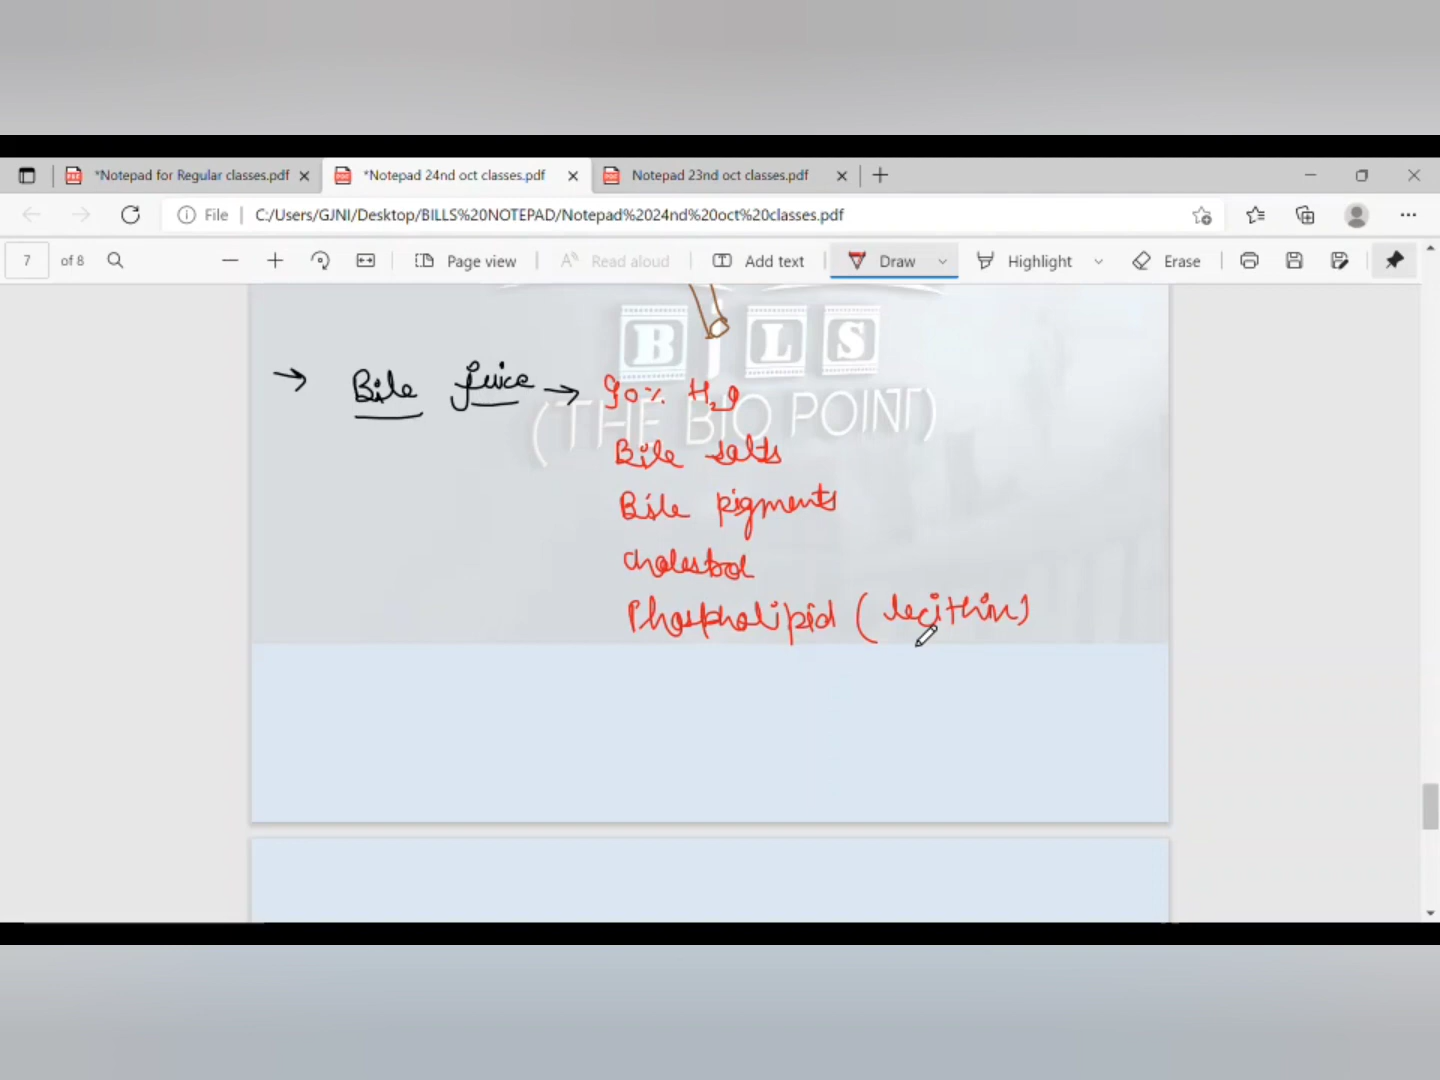 *Notepad for Regular classes.pdf
*Notepad 24nd oct classes.pdf
Notepad 23nd oct classes.pdf
File
C:/Users/GJNI/Desktop/BILLS%20NOTEPAD/Notepad%2024nd%20oct%20classes.pdf
7 of 8
Page view
Read aloud
Add text
Draw
Highlight
Erase
BILS
(THE BIO POINT)
→ Bile juice → 90% H2O
Bile salts
Bile pigments
Cholestrol
Phospholipid (lecithin)